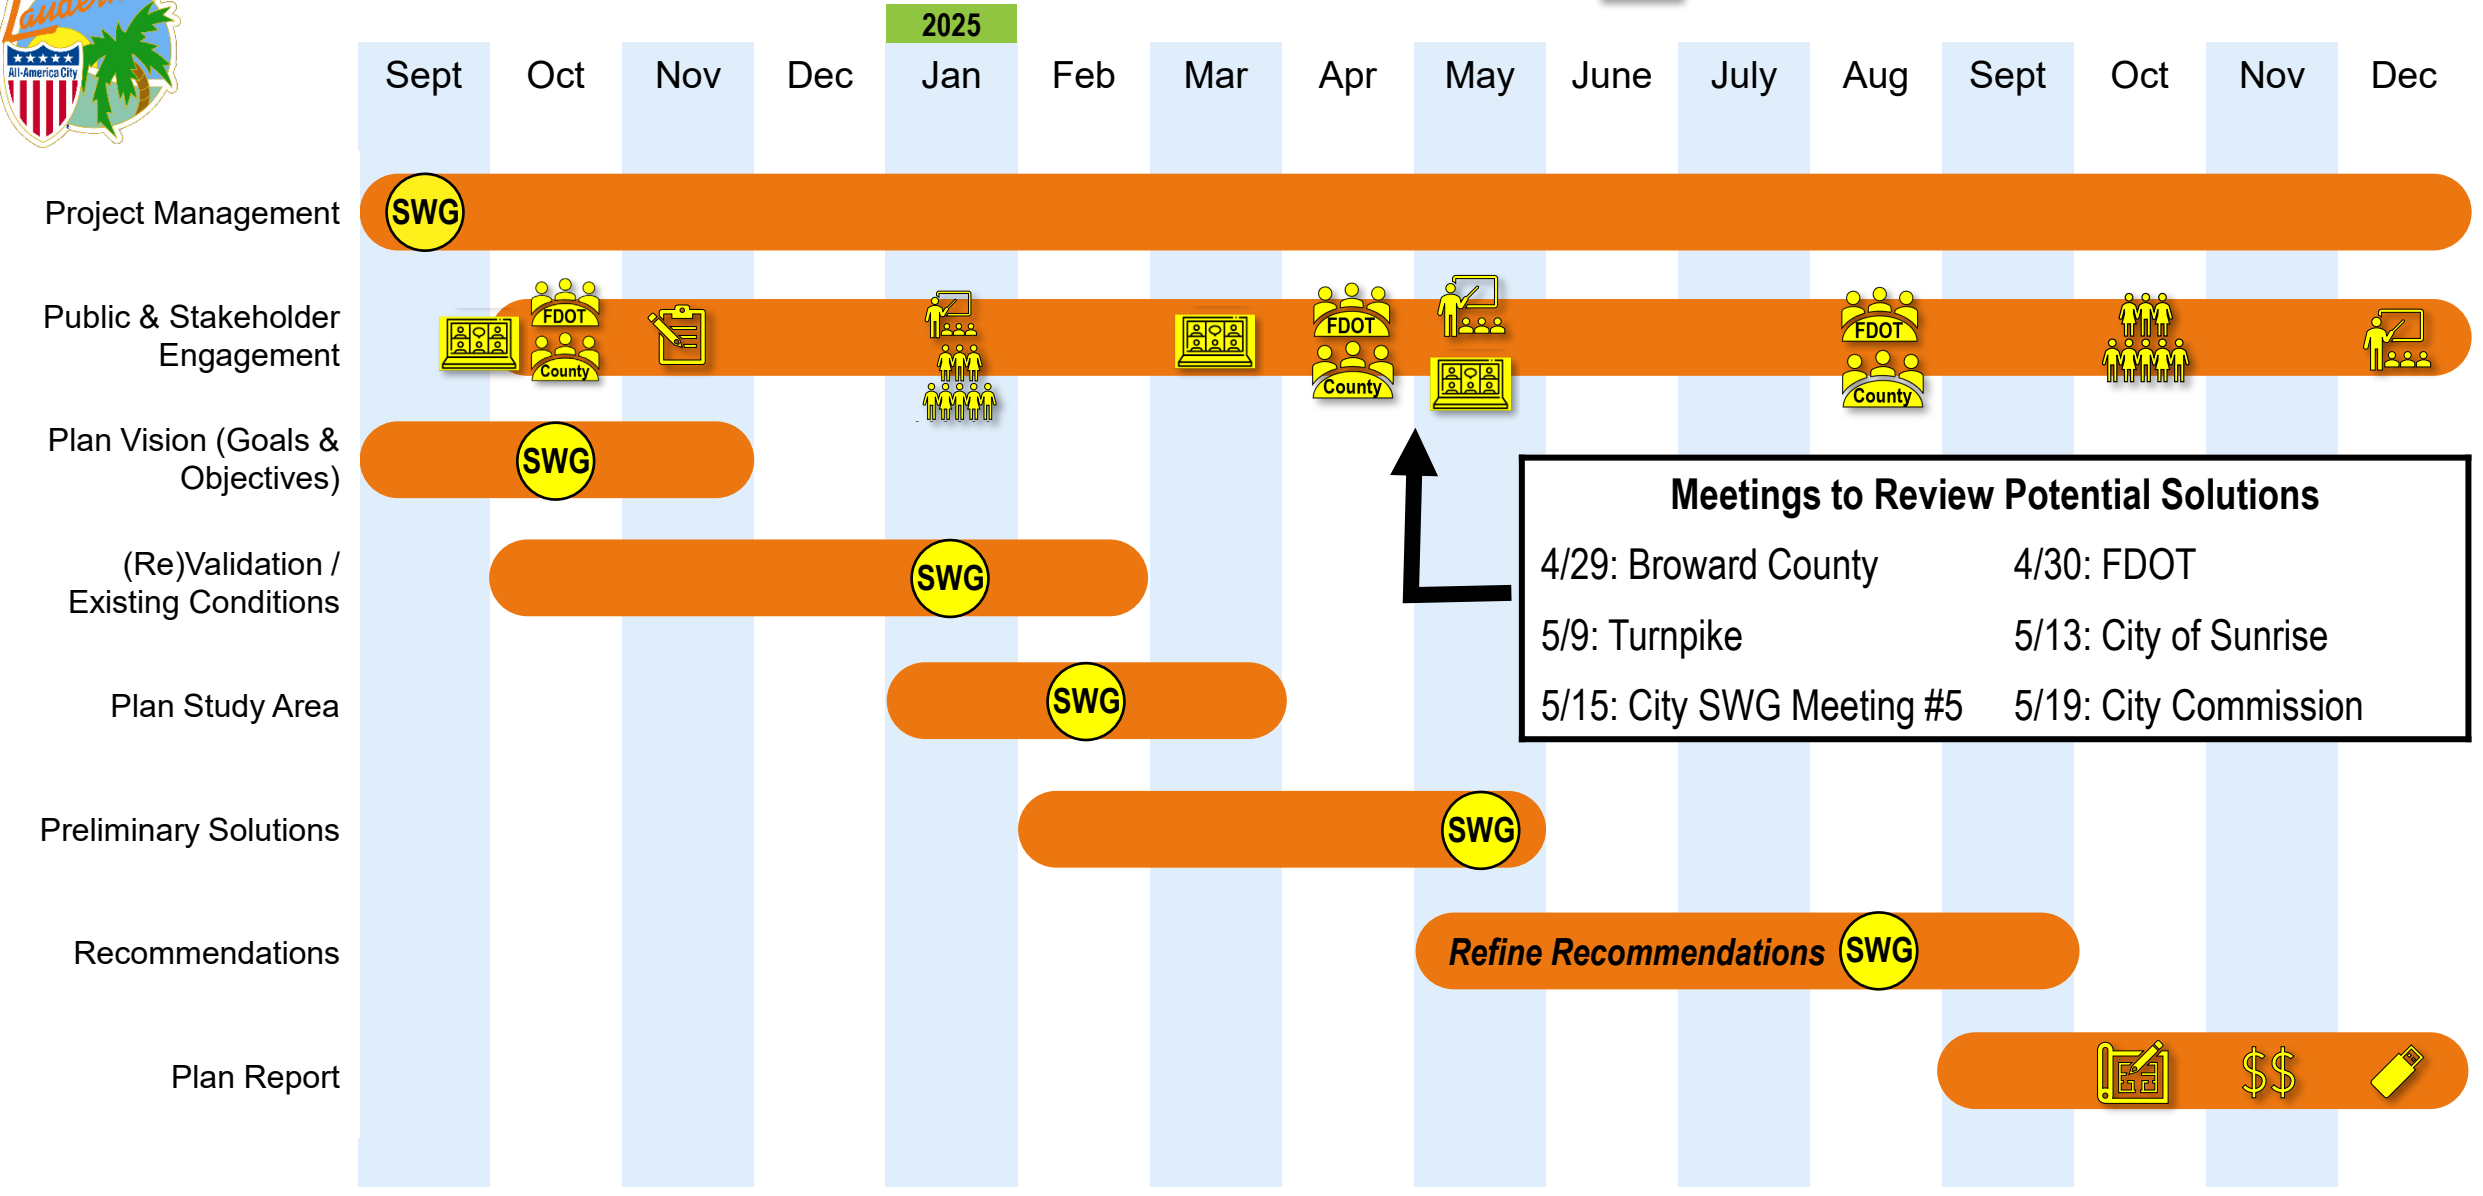 2025
Sept Oct Nov Dec Jan Feb Mar Apr May June July Aug Sept Oct Nov Dec
All-America City
Project Management
SWG
Public & Stakeholder
Engagement
FDOT
County
FDOT
County
FDOT
County
Plan Vision (Goals &
Objectives)
SWG
Meetings to Review Potential Solutions
4/29: Broward County 4/30: FDOT
5/9: Turnpike 5/13: City of Sunrise
5/15: City SWG Meeting #5 5/19: City Commission
(Re)Validation /
Existing Conditions
SWG
Plan Study Area
SWG
Preliminary Solutions
SWG
Recommendations
Refine Recommendations SWG
Plan Report
$$